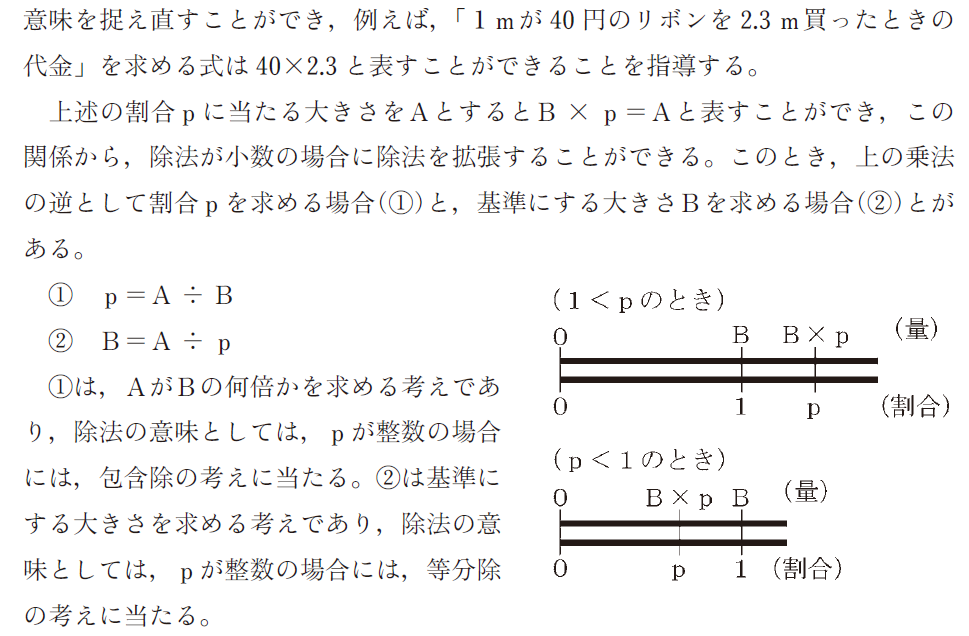 意味を捉え直すことができ，例えば，「１ｍが 40 円のリボンを 2.3 ｍ買ったときの
代金」を求める式は 40×2.3 と表すことができることを指導する。
上述の割合ｐに当たる大きさをＡとするとＢ × ｐ＝Ａと表すことができ，この
関係から，除法が小数の場合に除法を拡張することができる。このとき，上の乗法
の逆として割合ｐを求める場合(①)と，基準にする大きさＢを求める場合(②)とが
ある。
① ｐ＝Ａ ÷ Ｂ
② Ｂ＝Ａ ÷ ｐ
①は，ＡがＢの何倍かを求める考えであ
り，除法の意味としては，ｐが整数の場合
には，包含除の考えに当たる。②は基準に
する大きさを求める考えであり，除法の意
味としては，ｐが整数の場合には，等分除
の考えに当たる。
（１＜ｐのとき）
0 Ｂ Ｂ×ｐ （量）
0 1 ｐ （割合）
（ｐ＜１のとき）
0 Ｂ×ｐ Ｂ （量）
0 ｐ 1 （割合）